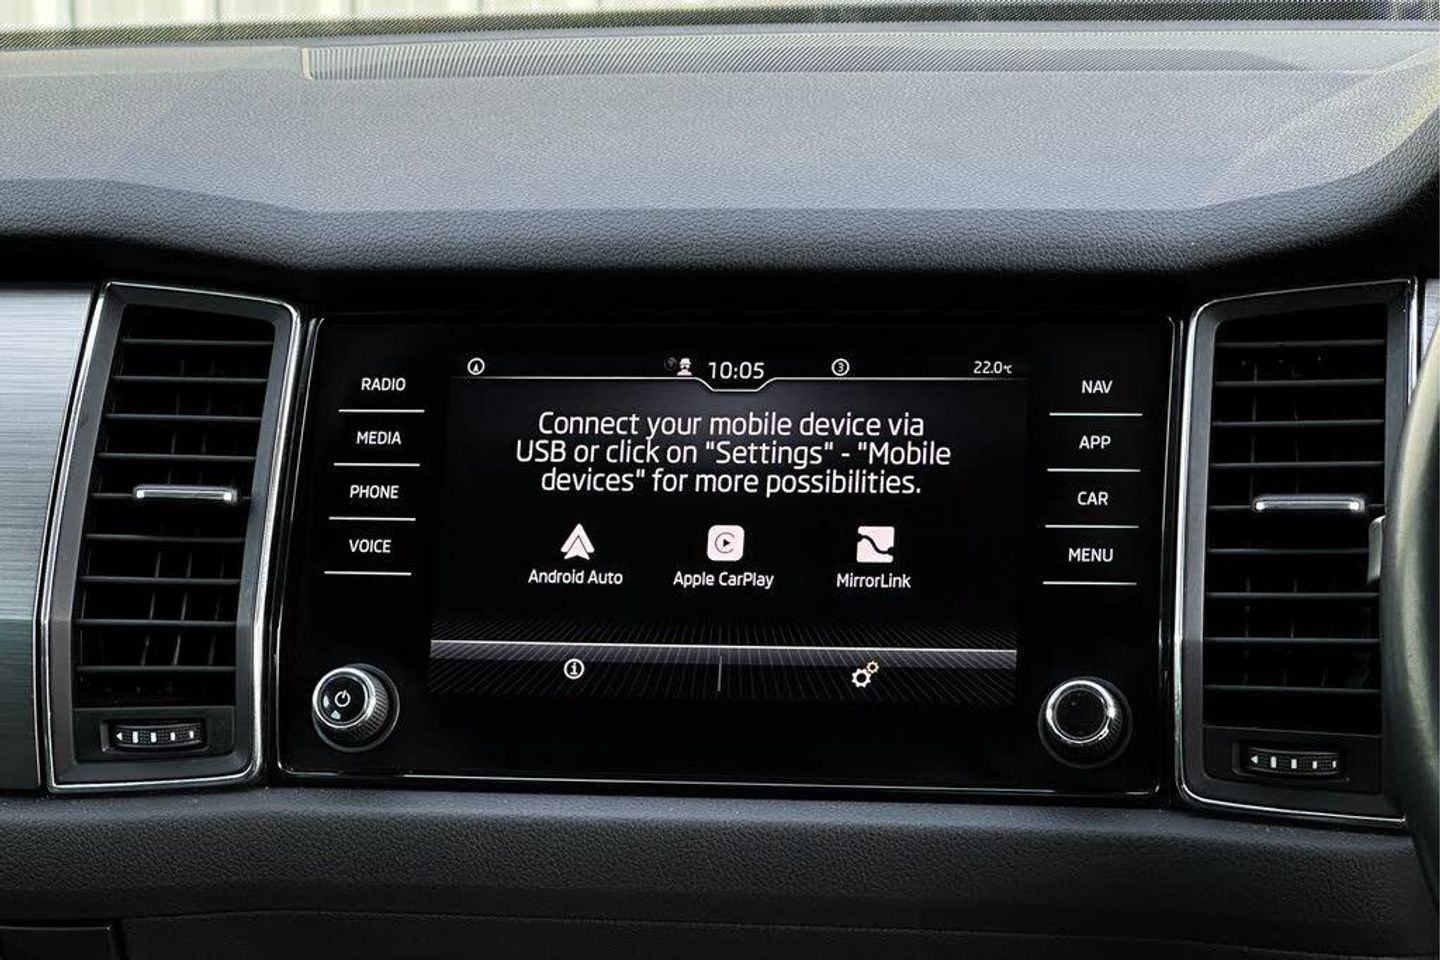 10:05
3
22.0°C
RADIO
MEDIA
PHONE
VOICE
Connect your mobile device via
USB or click on "Settings" - "Mobile
devices" for more possibilities.
Android Auto
Apple CarPlay
MirrorLink
NAV
APP
CAR
MENU